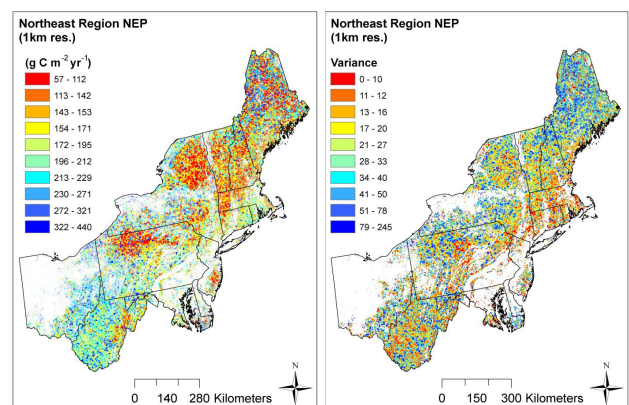 Northeast Region NEP
(1km res.)
(g C m⁻² yr⁻¹)
57 - 112
113 - 142
143 - 153
154 - 171
172 - 195
196 - 212
213 - 229
230 - 271
272 - 321
322 - 440
N
0 140 280 Kilometers
Northeast Region NEP
(1km res.)
Variance
0 - 10
11 - 12
13 - 16
17 - 20
21 - 27
28 - 33
34 - 40
41 - 50
51 - 78
79 - 245
N
0 150 300 Kilometers